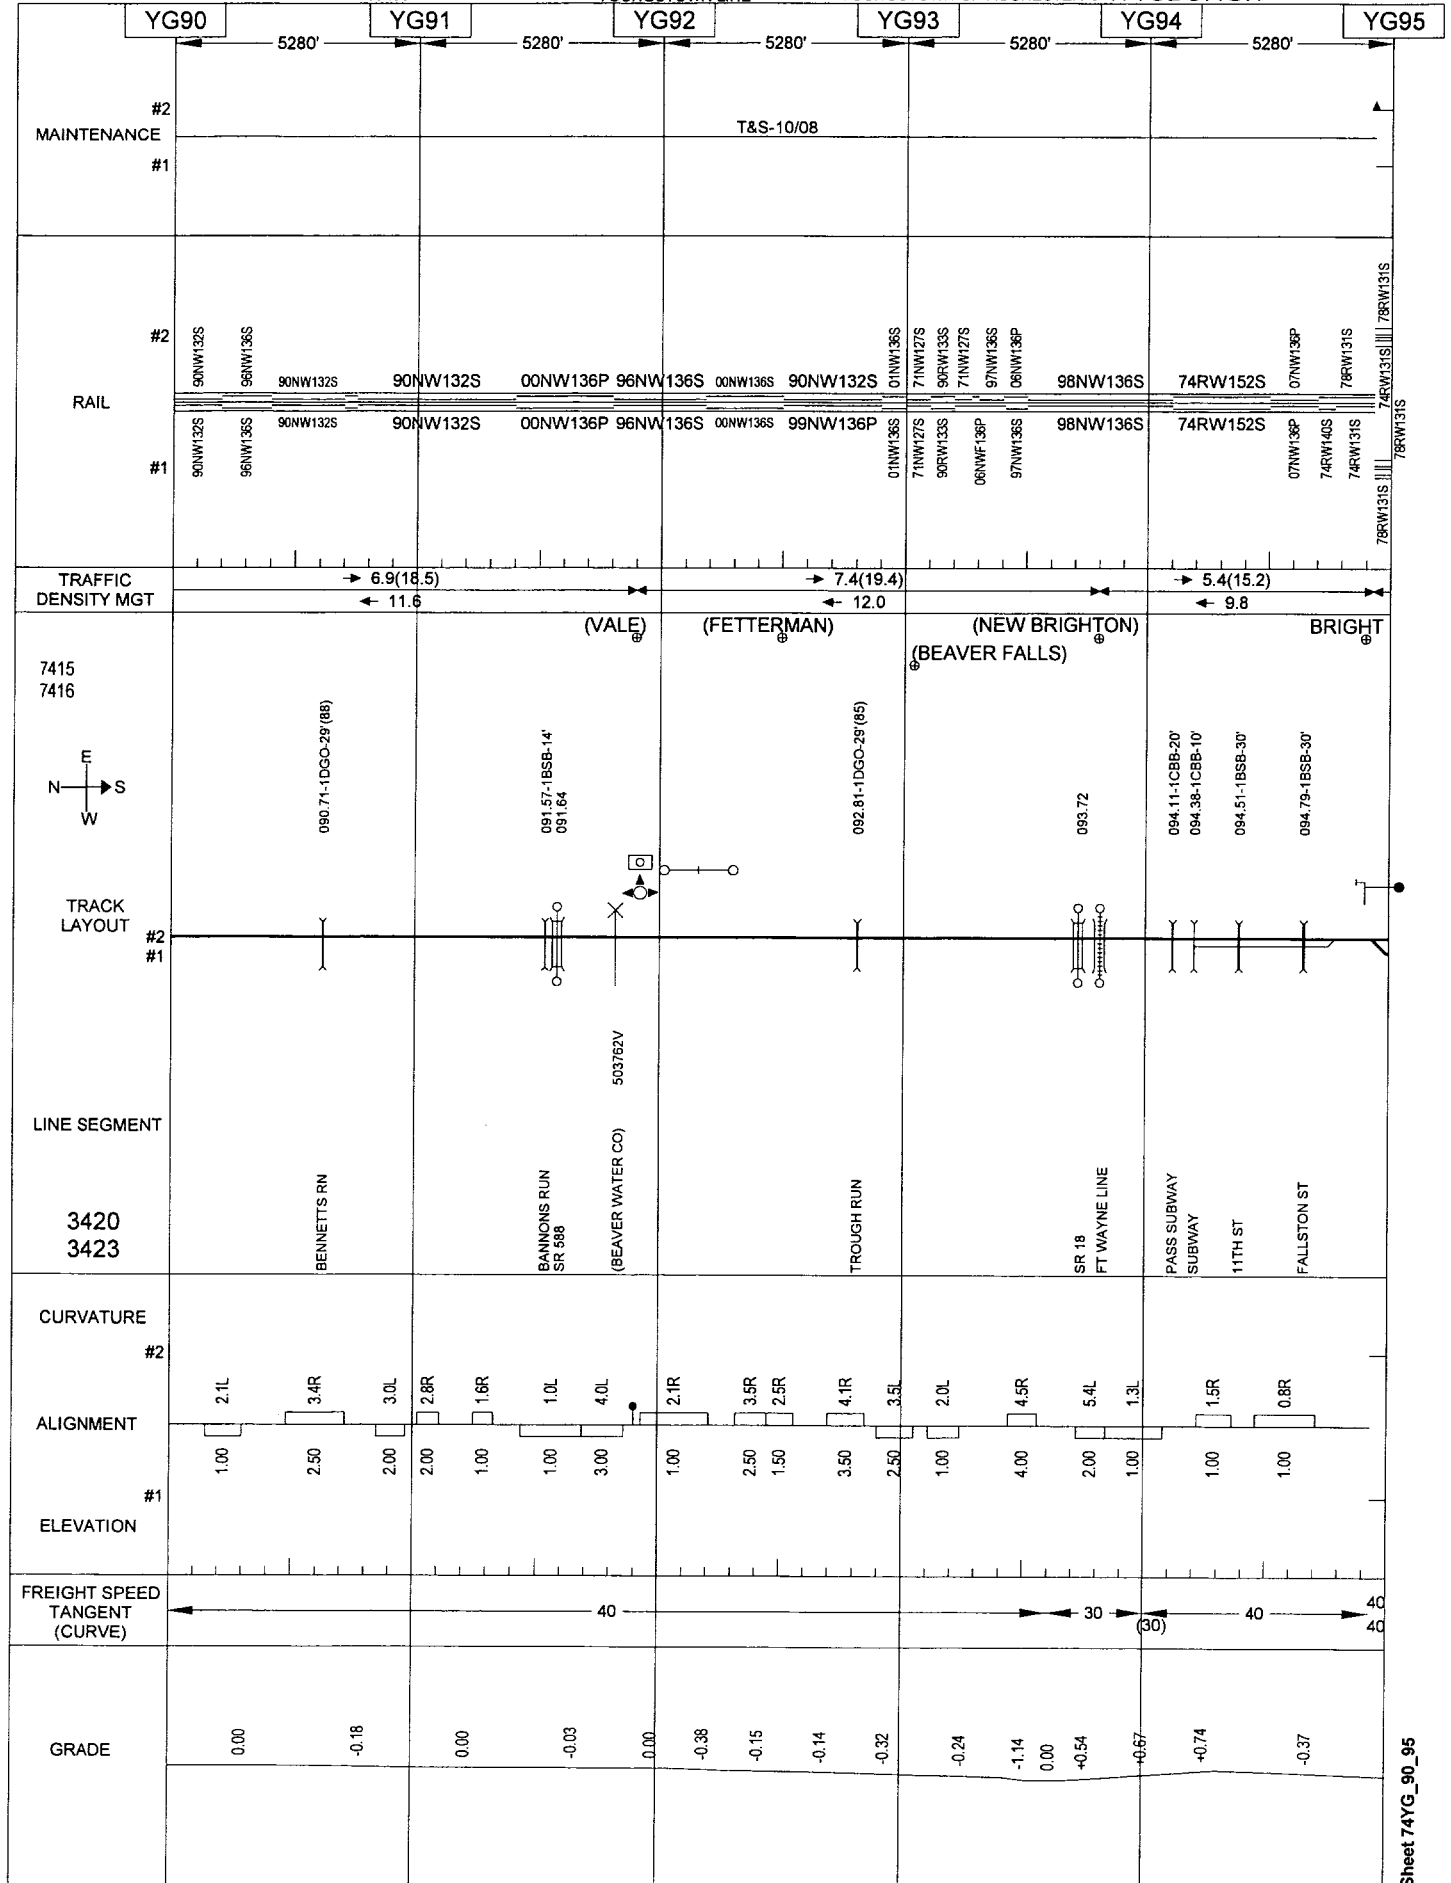 YG90 YG91 YG92 YG93 YG94 YG95
5280' 5280' 5280' 5280' 5280'
#2
MAINTENANCE
T&S-10/08
#1
#2
RAIL
#1
90NW132S 96NW136S 90NW132S 90NW132S 00NW136P 96NW136S 00NW136S 90NW132S 01NW136S 71NW127S 90RW133S 71NW127S 97NW136S 06NW136P 98NW136S 74RW152S 07NW136P 78RW131S 74RW131S 78RW131S
90NW132S 96NW136S 90NW132S 90NW132S 00NW136P 96NW136S 00NW136S 99NW136P 01NW136S 71NW127S 90RW133S 06NWF136P 97NW136S 98NW136S 74RW152S 07NW136P 74RW140S 74RW131S 78RW131S 78RW131S
TRAFFIC
DENSITY MGT
6.9(18.5) 7.4(19.4) 5.4(15.2)
11.6 12.0 9.8
(VALE) (FETTERMAN) (NEW BRIGHTON) BRIGHT
(BEAVER FALLS)
7415
7416
E
N S
W
090.71-1DGO-29'(88)
091.57-1BSB-14'
091.64
092.81-1DGO-29'(85)
093.72
094.11-1CBB-20'
094.38-1CBB-10'
094.51-1BSB-30'
094.79-1BSB-30'
TRACK
LAYOUT
#2
#1
503762V
LINE SEGMENT
3420
3423
BENNETTS RN
BANNONS RUN
SR 588
(BEAVER WATER CO)
TROUGH RUN
SR 18
FT WAYNE LINE
PASS SUBWAY
SUBWAY
11TH ST
FALLSTON ST
CURVATURE
#2
2.1L 3.4R 3.0L 2.8R 1.6R 1.0L 4.0L 2.1R 3.5R 2.5R 4.1R 3.5L 2.0L 4.5R 5.4L 1.3L 1.5R 0.8R
ALIGNMENT
1.00 2.50 2.00 2.00 1.00 1.00 3.00 1.00 2.50 1.50 3.50 2.50 1.00 4.00 2.00 1.00 1.00 1.00
#1
ELEVATION
FREIGHT SPEED
TANGENT
(CURVE)
40 30 (30) 40 40
40
GRADE
0.00 -0.18 0.00 -0.03 0.00 -0.38 -0.15 -0.14 -0.32 -0.24 -1.14 0.00 +0.54 +0.67 +0.74 -0.37
Sheet 74YG_90_95